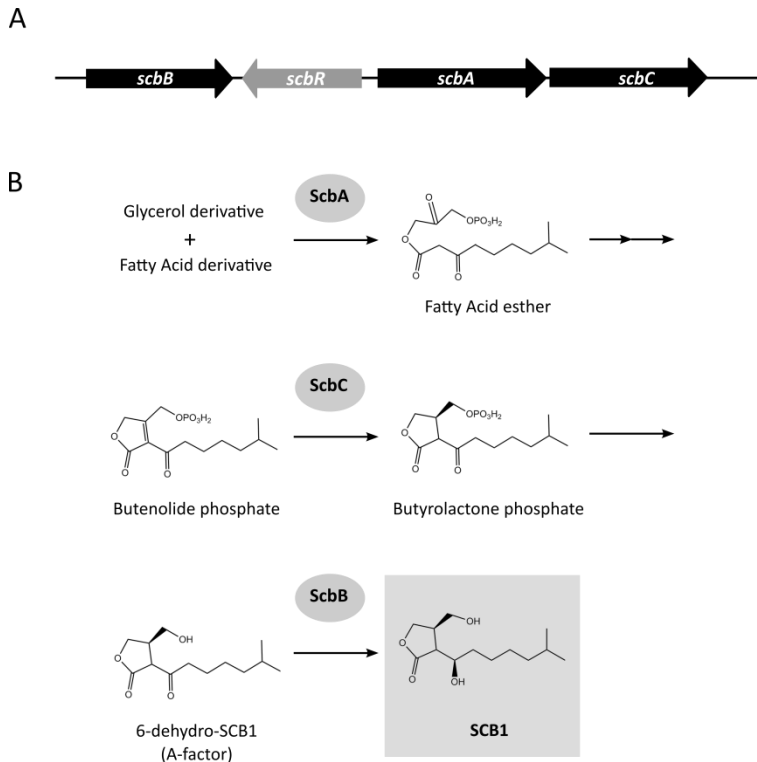 A
scbB scbR scbA scbC
B
ScbA
Glycerol derivative
+
Fatty Acid derivative
O
OPO₃H₂
O
O
O
Fatty Acid esther
ScbC
OPO₃H₂
O
O
O
Butenolide phosphate
OPO₃H₂
O
O
O
Butyrolactone phosphate
ScbB
OH
O
O
O
6-dehydro-SCB1
(A-factor)
OH
O
O
OH
SCB1